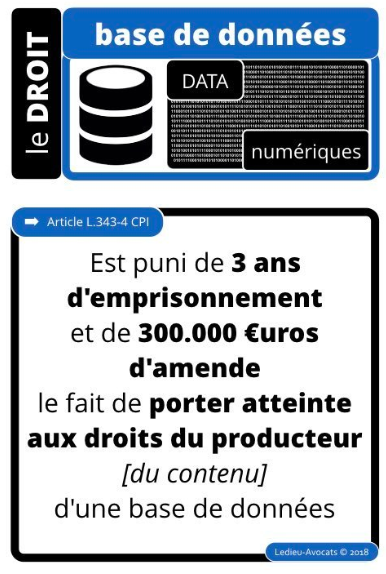 le DROIT
base de données
DATA
numériques
➡ Article L.343-4 CPI
Est puni de 3 ans
d'emprisonnement
et de 300.000 €uros
d'amende
le fait de porter atteinte
aux droits du producteur
[du contenu]
d'une base de données
Ledieu-Avocats © 2018